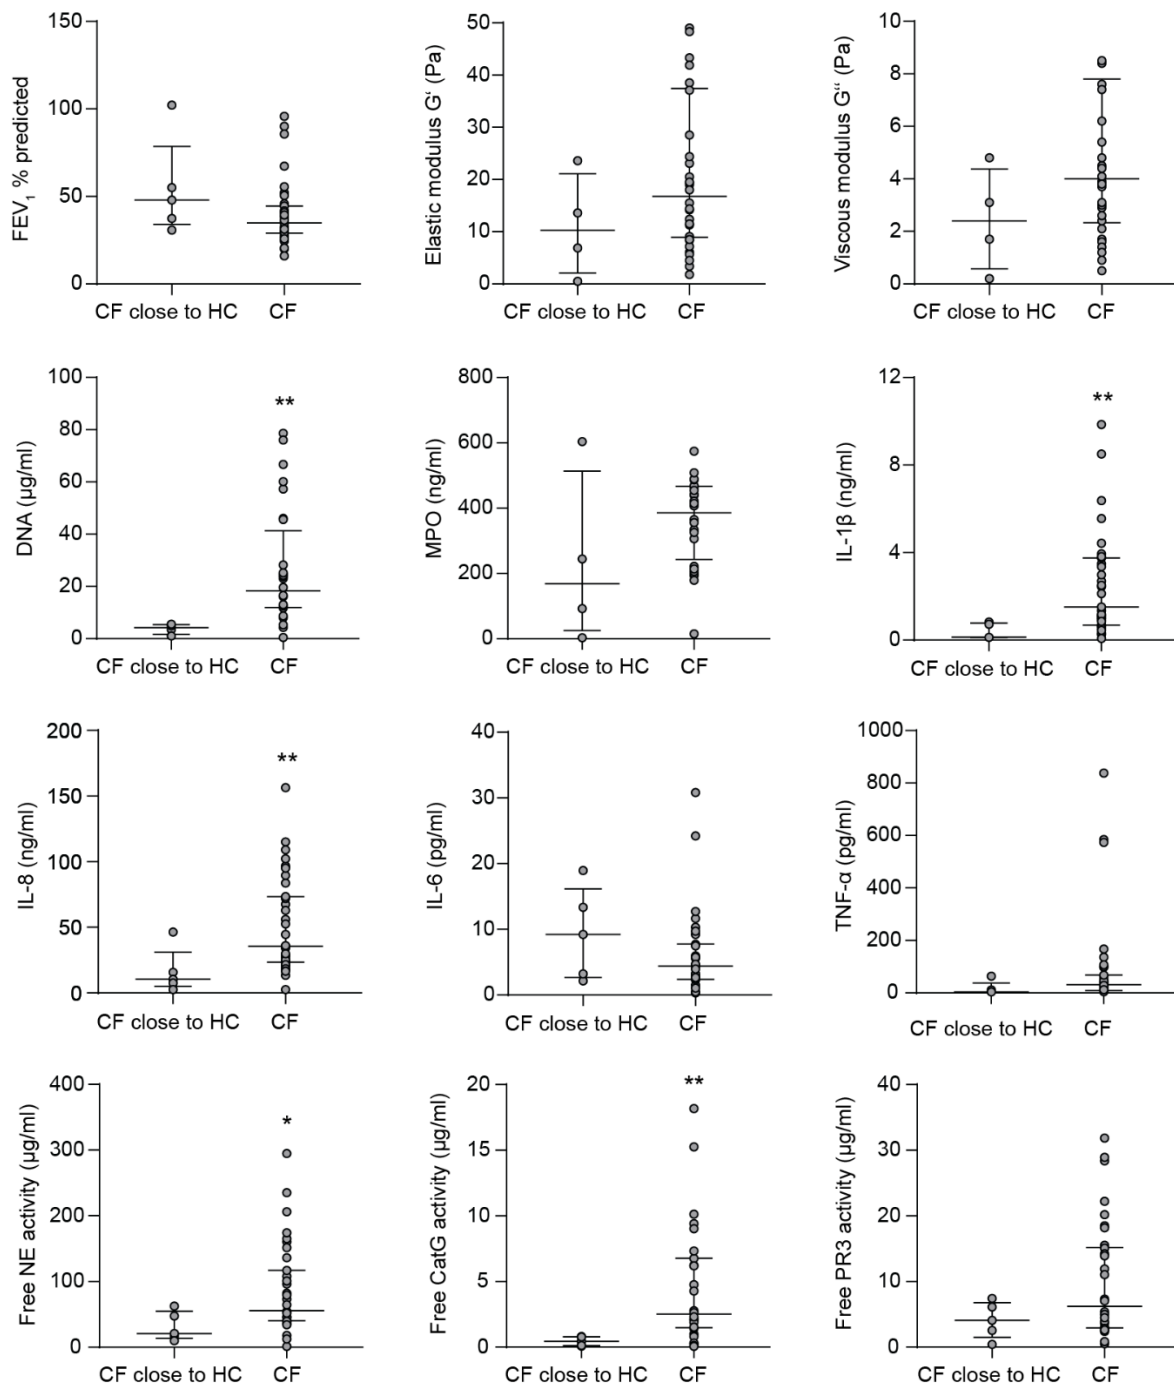 FEV1 % predicted
150
100
50
0
CF close to HC CF
Elastic modulus G‘ (Pa)
50
40
30
20
10
0
CF close to HC CF
Viscous modulus G“ (Pa)
10
8
6
4
2
0
CF close to HC CF
DNA (µg/ml)
100
80
60
40
20
0
**
CF close to HC CF
MPO (ng/ml)
800
600
400
200
0
CF close to HC CF
IL-1β (ng/ml)
12
8
4
0
**
CF close to HC CF
IL-8 (ng/ml)
200
150
100
50
0
**
CF close to HC CF
IL-6 (pg/ml)
40
30
20
10
0
CF close to HC CF
TNF-α (pg/ml)
1000
800
600
400
200
0
CF close to HC CF
Free NE activity (µg/ml)
400
300
200
100
0
*
CF close to HC CF
Free CatG activity (µg/ml)
20
15
10
5
0
**
CF close to HC CF
Free PR3 activity (µg/ml)
40
30
20
10
0
CF close to HC CF